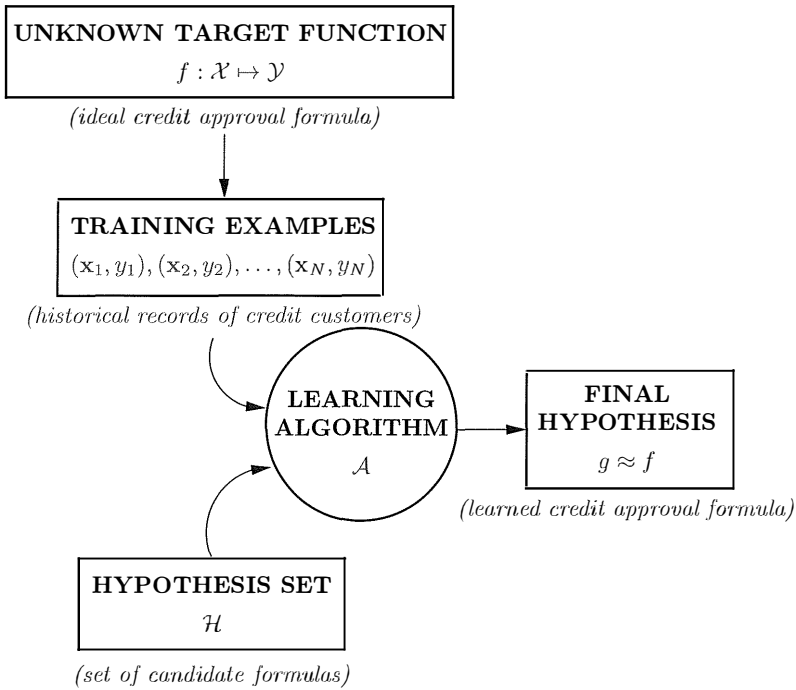 UNKNOWN TARGET FUNCTION
f : 𝒳 ↦ 𝒴
(ideal credit approval formula)
TRAINING EXAMPLES
(x₁, y₁), (x₂, y₂), . . . , (x_N, y_N)
(historical records of credit customers)
LEARNING
ALGORITHM
𝒜
FINAL
HYPOTHESIS
g ≈ f
(learned credit approval formula)
HYPOTHESIS SET
ℋ
(set of candidate formulas)